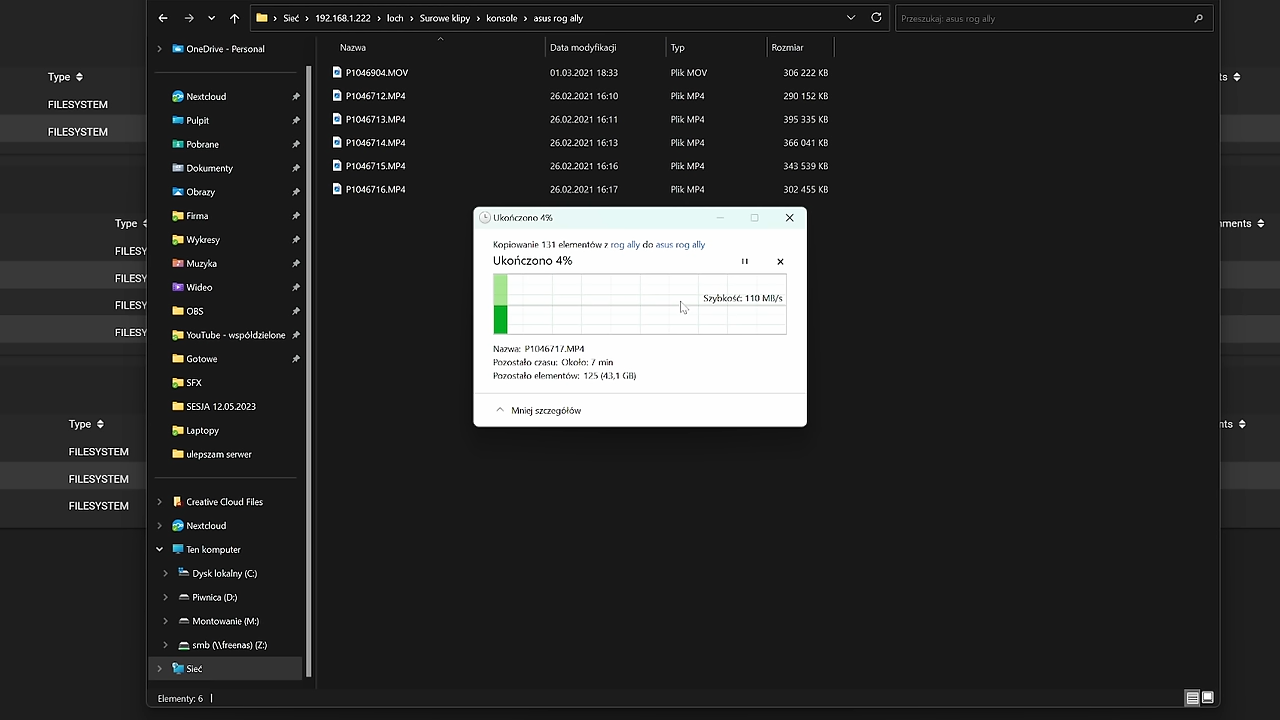 Sieć
192.168.1.222
loch
Surowe klipy
konsole
asus rog ally
Przeszukaj: asus rog ally
Type
FILESYSTEM
FILESYSTEM
Type
FILESY
FILESY
FILESY
FILESY
Type
FILESYSTEM
FILESYSTEM
FILESYSTEM
OneDrive - Personal
Nextcloud
Pulpit
Pobrane
Dokumenty
Obrazy
Firma
Wykresy
Muzyka
Wideo
OBS
YouTube - współdzielone
Gotowe
SFX
SESJA 12.05.2023
Laptopy
ulepszam serwer
Creative Cloud Files
Nextcloud
Ten komputer
Dysk lokalny (C:)
Piwnica (D:)
Montowanie (M:)
smb (\\freenas) (Z:)
Sieć
Nazwa Data modyfikacji Typ Rozmiar
P1046904.MOV 01.03.2021 18:33 Plik MOV 306 222 KB
P1046712.MP4 26.02.2021 16:10 Plik MP4 290 152 KB
P1046713.MP4 26.02.2021 16:11 Plik MP4 395 335 KB
P1046714.MP4 26.02.2021 16:13 Plik MP4 366 041 KB
P1046715.MP4 26.02.2021 16:16 Plik MP4 343 539 KB
P1046716.MP4 26.02.2021 16:17 Plik MP4 302 455 KB
Ukończono 4%
Kopiowanie 131 elementów z rog ally do asus rog ally
Ukończono 4%
Szybkość: 110 MB/s
Nazwa: P1046717.MP4
Pozostało czasu: Około: 7 min
Pozostało elementów: 125 (43,1 GB)
Mniej szczegółów
Elementy: 6
ts
mments
nts